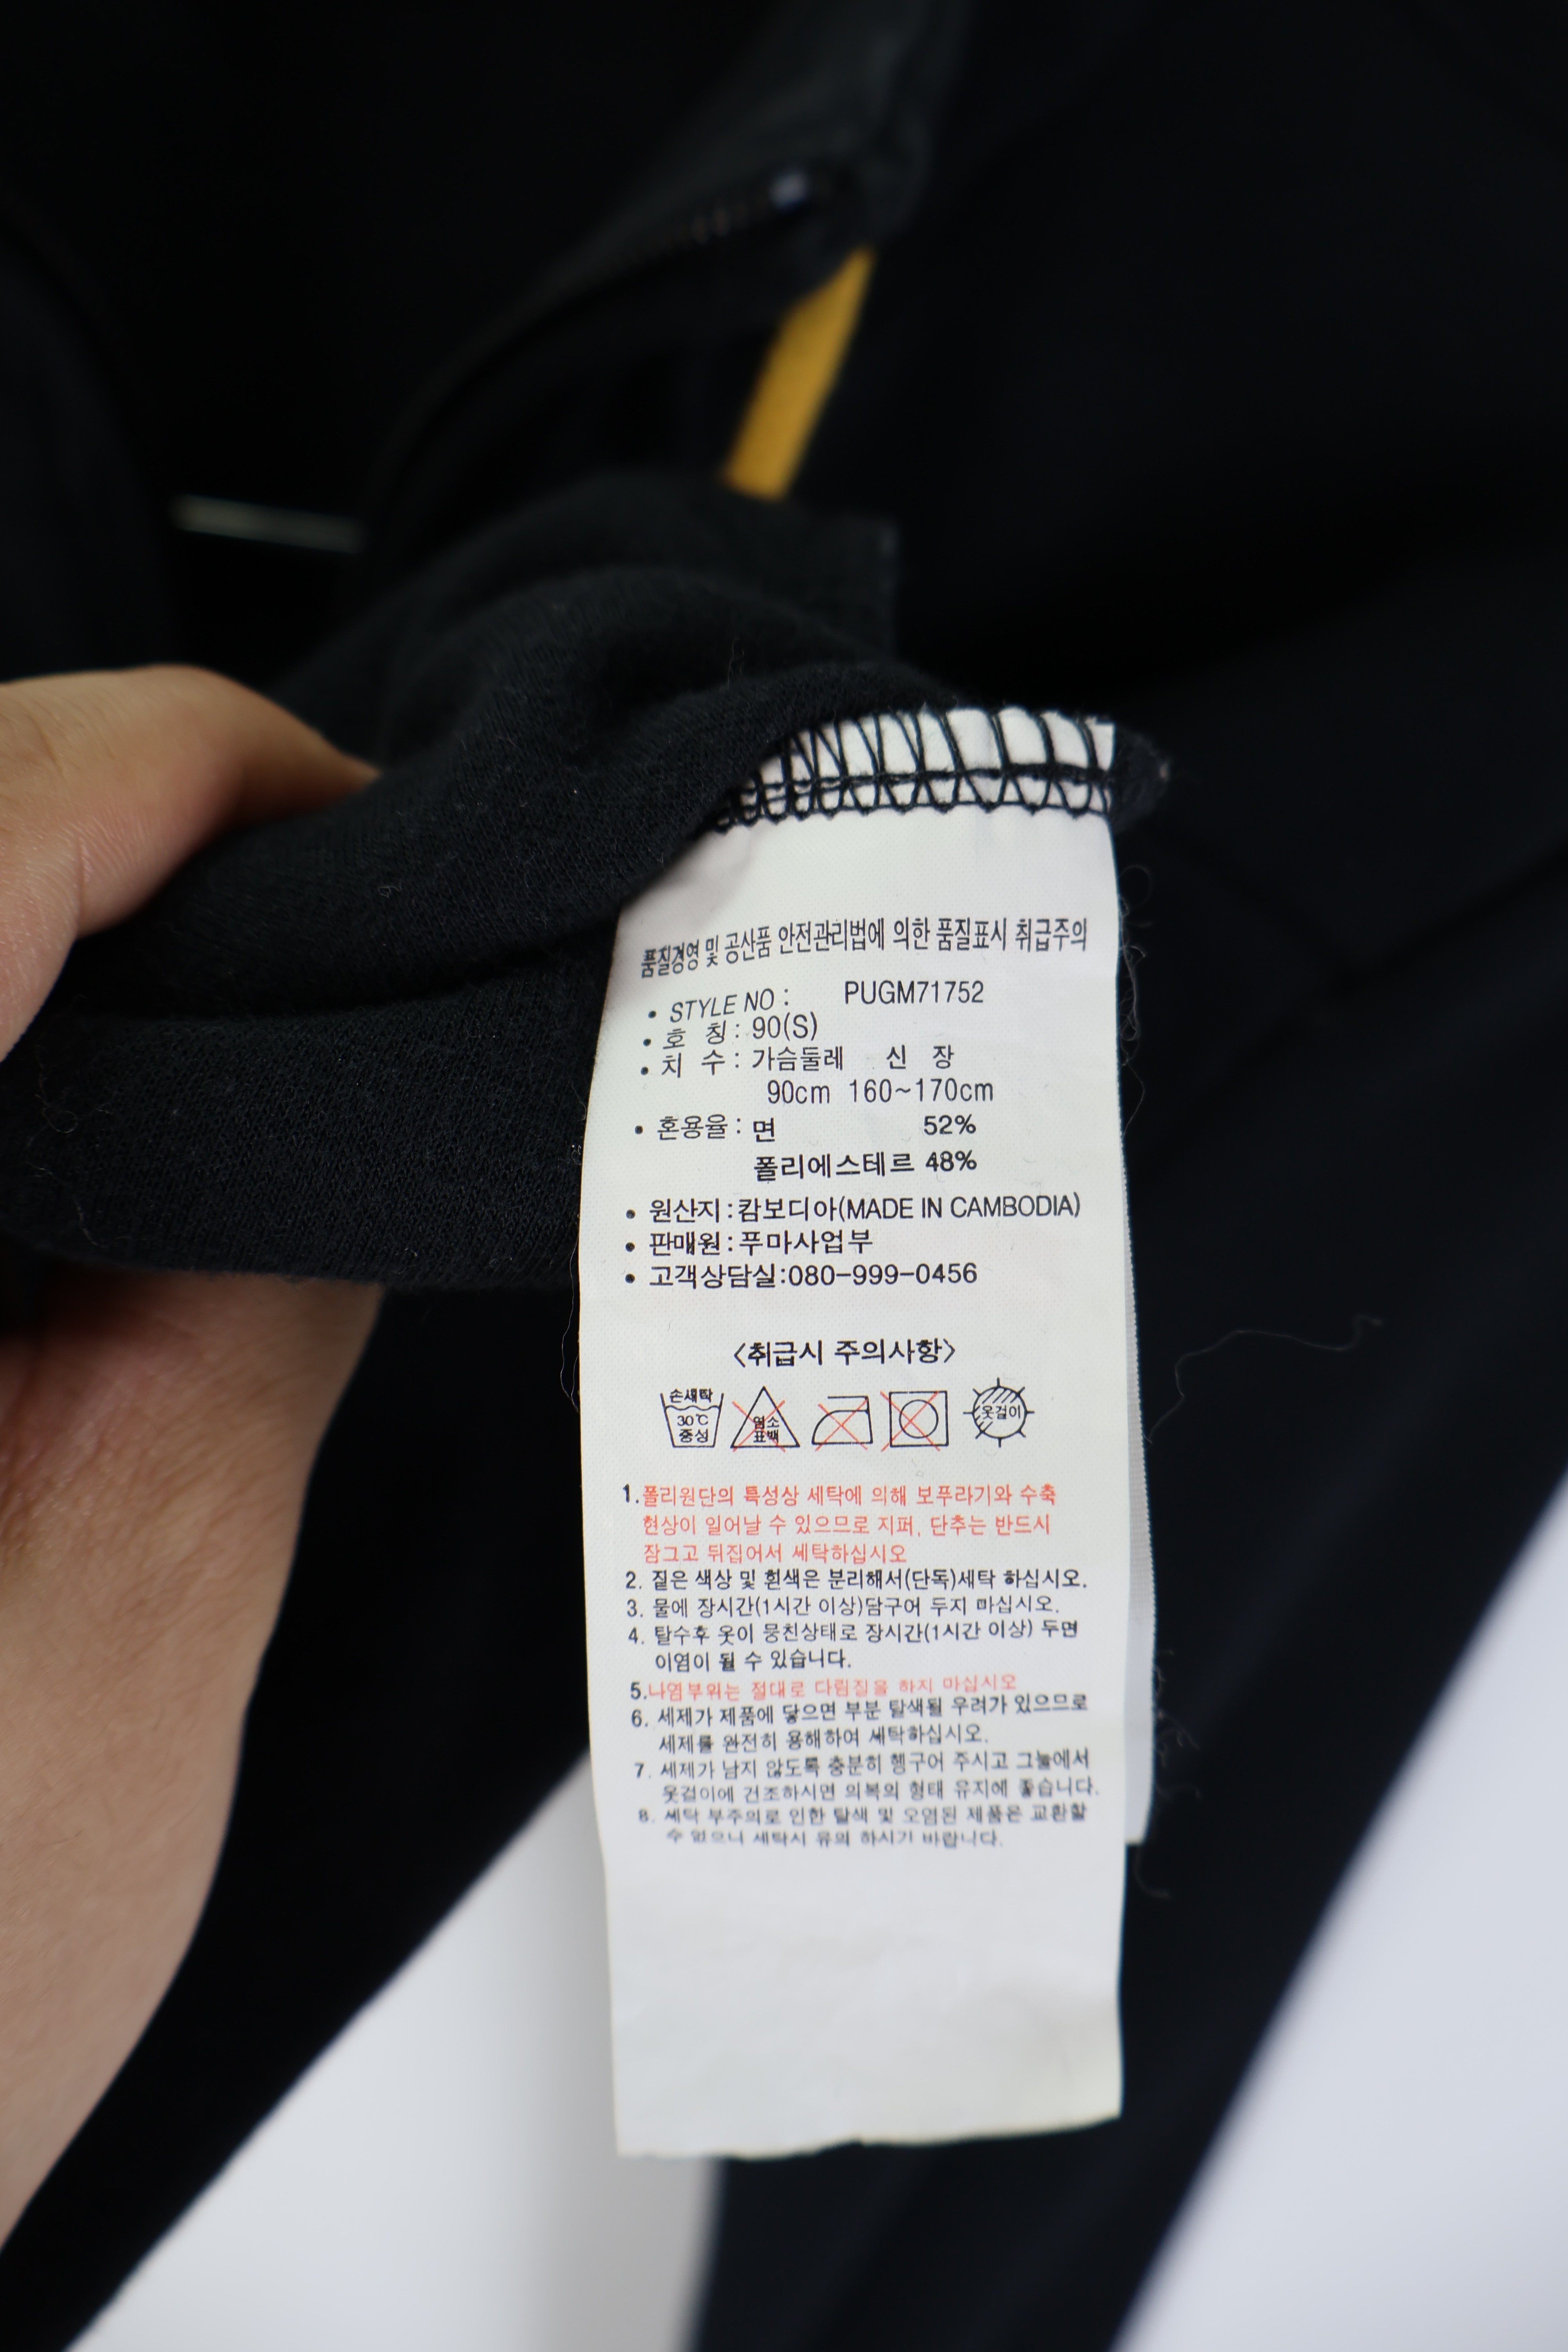 품질경영 및 공산품 안전관리법에 의한 품질표시 취급주의
• STYLE NO : PUGM71752
• 호 칭 : 90(S)
• 치 수 : 가슴둘레 신 장
90cm 160~170cm
• 혼용율 : 면 52%
폴리에스테르 48%
• 원산지 : 캄보디아(MADE IN CAMBODIA)
• 판매원 : 푸마사업부
• 고객상담실:080-999-0456
<취급시 주의사항>
손세탁 30℃ 중성
염소 표백
옷걸이
1.폴리원단의 특성상 세탁에 의해 보푸라기와 수축
현상이 일어날 수 있으므로 지퍼, 단추는 반드시
잠그고 뒤집어서 세탁하십시오
2. 짙은 색상 및 흰색은 분리해서(단독)세탁 하십시오.
3. 물에 장시간(1시간 이상)담구어 두지 마십시오.
4. 탈수후 옷이 뭉친상태로 장시간(1시간 이상) 두면
이염이 될 수 있습니다.
5.나염부위는 절대로 다림질을 하지 마십시오
6. 세제가 제품에 닿으면 부분 탈색될 우려가 있으므로
세제를 완전히 용해하여 세탁하십시오.
7. 세제가 남지 않도록 충분히 헹구어 주시고 그늘에서
옷걸이에 건조하시면 의복의 형태 유지에 좋습니다.
8. 세탁 부주의로 인한 탈색 및 오염된 제품은 교환할
수 없으니 세탁시 유의 하시기 바랍니다.